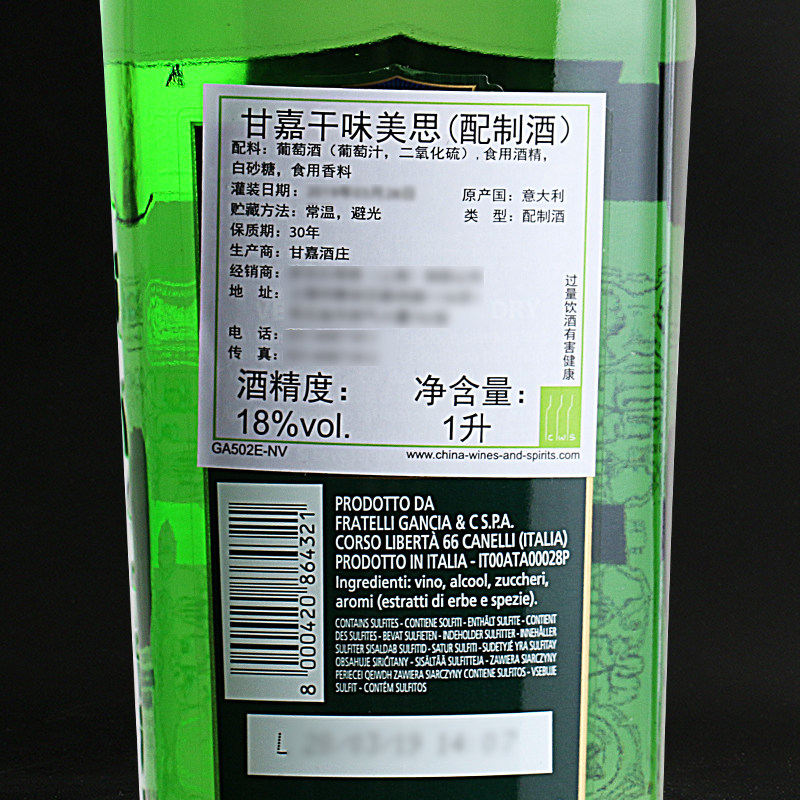 甘嘉干味美思(配制酒)
配料：葡萄酒（葡萄汁，二氧化硫），食用酒精，
白砂糖，食用香料
灌装日期：
原产国：意大利
贮藏方法：常温，避光
类 型：配制酒
保质期：30年
生产商：甘嘉酒庄
经销商：
地 址：
电 话：
传 真：
过量饮酒有害健康
酒精度：
18%vol.
净含量：
1升
cws
GA502E-NV
www.china-wines-and-spirits.com
PRODOTTO DA
FRATELLI GANCIA & C S.P.A.
CORSO LIBERTÀ 66 CANELLI (ITALIA)
PRODOTTO IN ITALIA - IT00ATA00028P
Ingredienti: vino, alcool, zuccheri,
aromi (estratti di erbe e spezie).
CONTAINS SULFITES - CONTIENE SOLFITI - ENTHÄLT SULFITE - CONTIENT
DES SULFITES - BEVAT SULFIETEN - INDEHOLDER SULFITTER - INNEHÅLLER
SULFITER SISALDAB SULFITID - SATUR SULFITI - SUDETYJE YRA SULFITAY
OBSAHUJE SIRIČITANY - SISÄLTÄÄ SULFITTEJA - ZAWIERA SIARCZYNY
PERIECEI QEIWDH ZAWIERA SIARCZYNY CONTIENE SULFITOS - VSEBUJE
SULFIT - CONTÉM SULFITOS
8 000420 864321
L